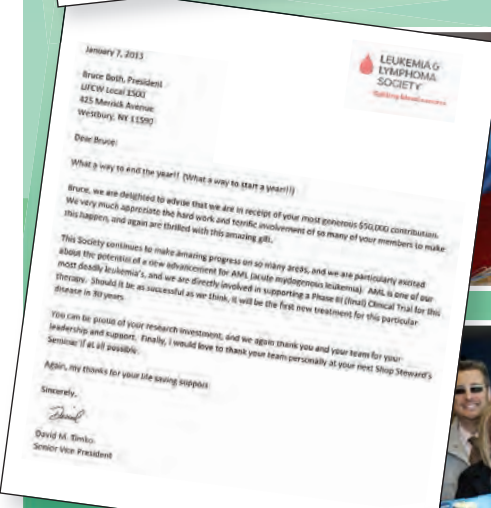 January 7, 2013
LEUKEMIA &
LYMPHOMA
SOCIETY
fighting blood cancers
Bruce Both, President
UFCW Local 1500
425 Merrick Avenue
Westbury, NY 11590
Dear Bruce:
What a way to end the year!! (What a way to start a year!!)
Bruce, we are delighted to advise that we are in receipt of your most generous $50,000 contribution.
We very much appreciate the hard work and terrific involvement of so many of your members to make
this happen, and again are thrilled with this amazing gift.
This Society continues to make amazing progress on so many areas, and we are particularly excited
about the potential of a new advancement for AML (acute myelogenous leukemia). AML is one of our
most deadly leukemia's, and we are directly involved in supporting a Phase III (final) Clinical Trial for this
therapy. Should it be as successful as we think, it will be the first new treatment for this particular
disease in 30 years.
You can be proud of your research investment, and we again thank you and your team for your
leadership and support. Finally, I would love to thank your team personally at your next Shop Steward's
Seminar if at all possible.
Again, my thanks for your life saving support.
Sincerely,
David
David M. Timko
Senior Vice President